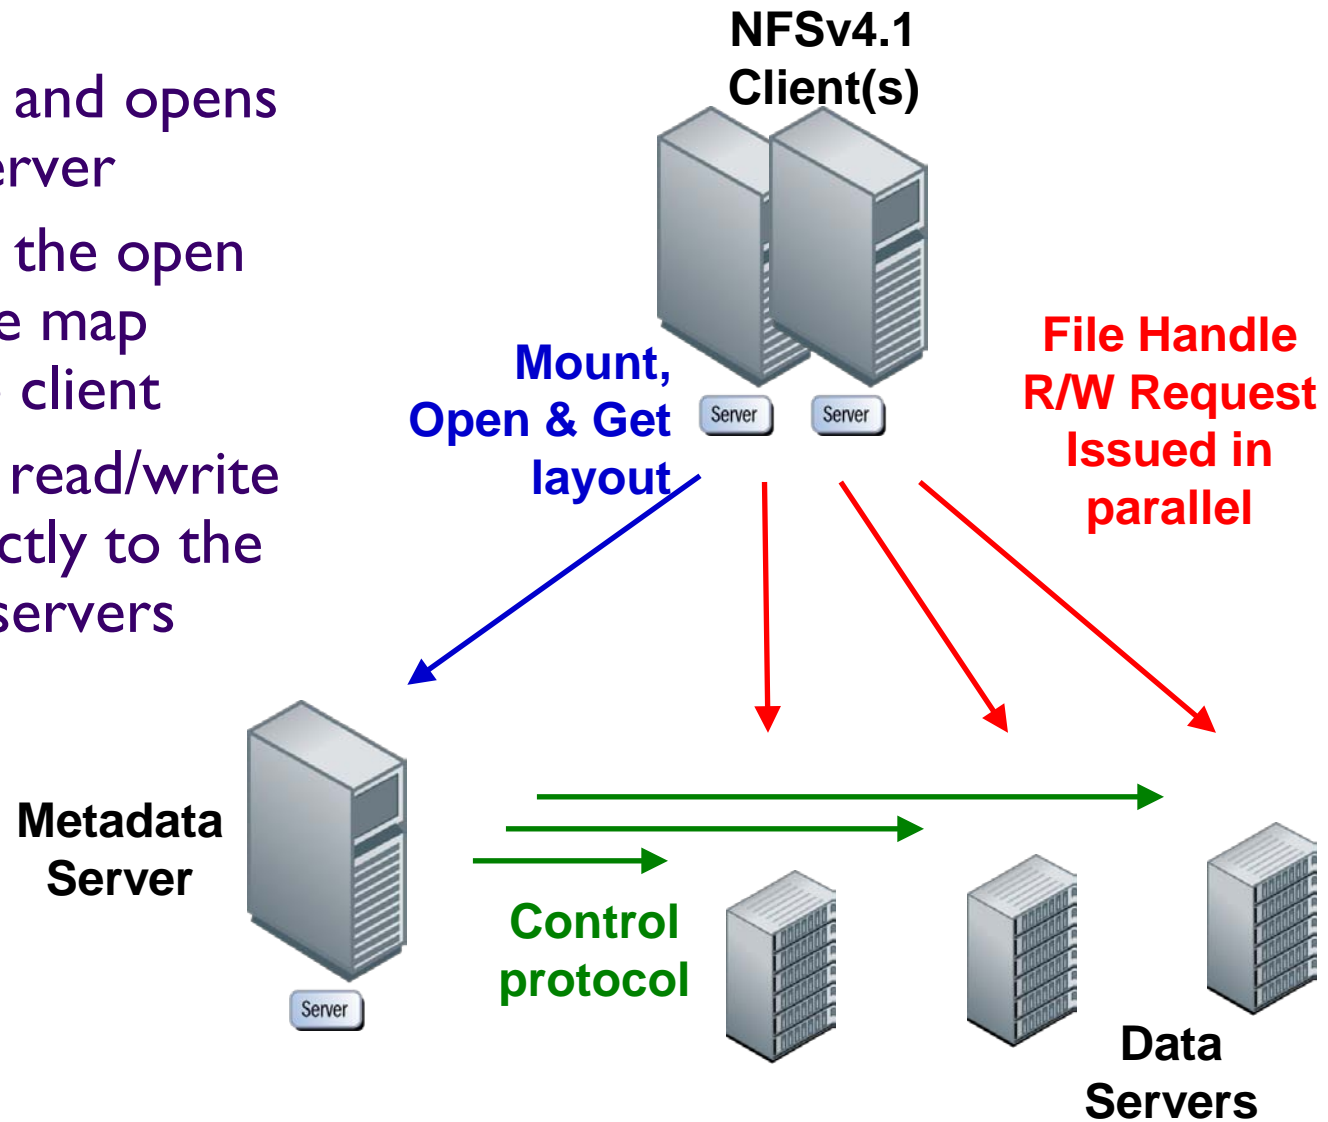 and opens
erver
the open
e map
client
read/write
ctly to the
servers
NFSv4.1
Client(s)
Server
Server
Mount,
Open & Get
layout
File Handle
R/W Request
Issued in
parallel
Metadata
Server
Server
Control
protocol
Data
Servers